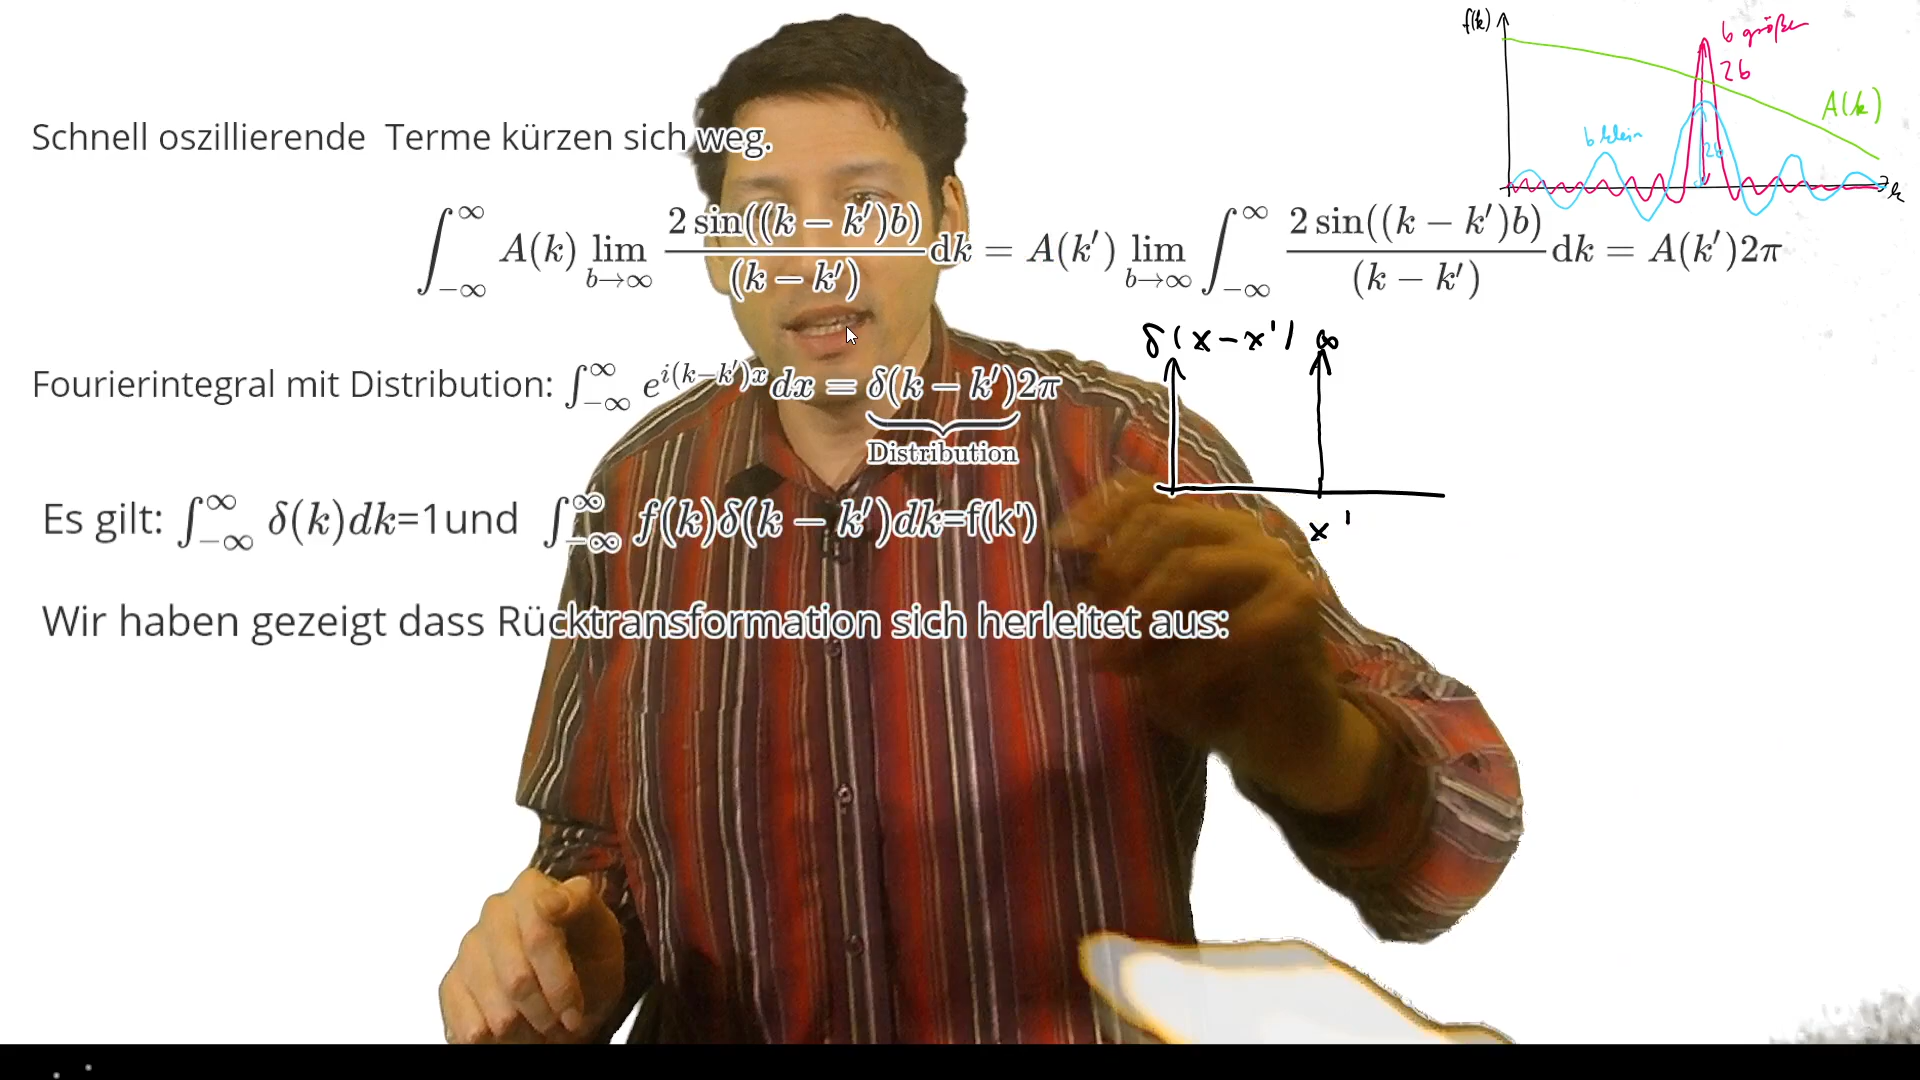 f(k)
b größer
2b
A(k)
b klein
2b
k
Schnell oszillierende Terme kürzen sich weg.
∫_{-∞}^{∞} A(k) lim_{b→∞} 2 sin((k − k′)b) / (k − k′) dk = A(k′) lim_{b→∞} ∫_{-∞}^{∞} 2 sin((k − k′)b) / (k − k′) dk = A(k′)2π
δ(x-x') ∞
Fourierintegral mit Distribution: ∫_{-∞}^{∞} e^{i(k−k′)x} dx = δ(k − k′)2π
Distribution
Es gilt: ∫_{-∞}^{∞} δ(k)dk=1und ∫_{-∞}^{∞} f(k)δ(k − k′)dk=f(k')
x'
Wir haben gezeigt dass Rücktransformation sich herleitet aus: